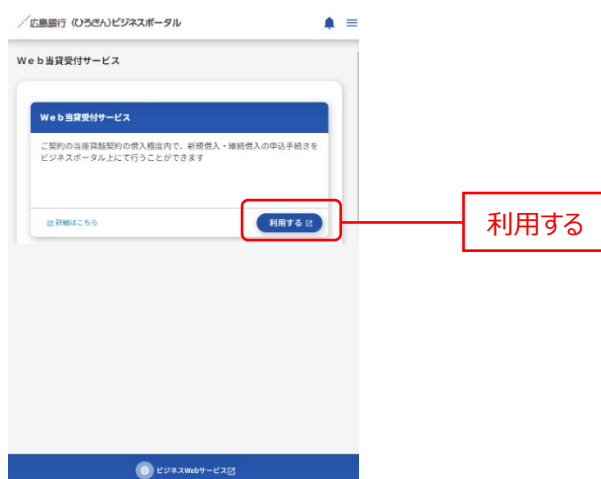 広島銀行 〈ひろぎん〉ビジネスポータル
Ｗｅｂ当貸受付サービス
Ｗｅｂ当貸受付サービス
ご契約の当座貸越契約の借入極度内で、新規借入・継続借入の申込手続きを
ビジネスポータル上にて行うことができます
詳細はこちら
利用する
利用する
ビジネスWebサービス